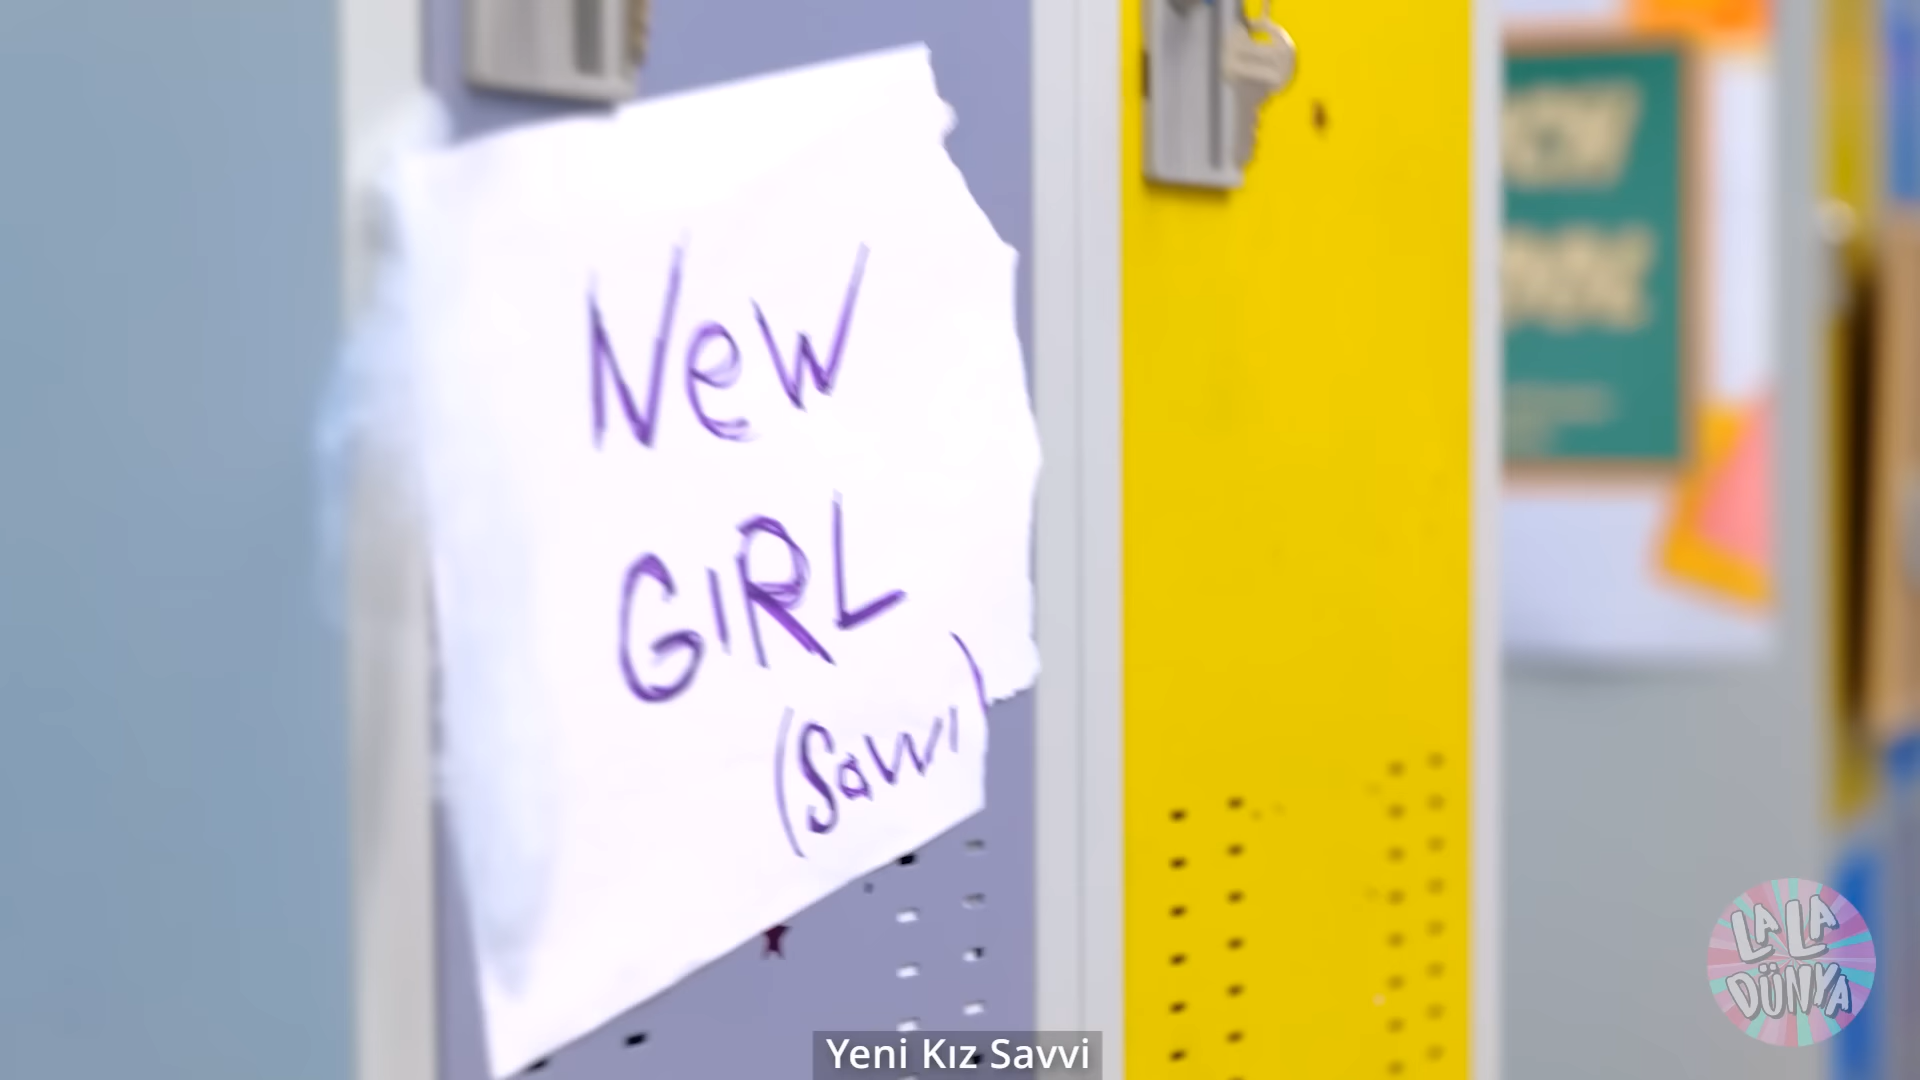 New
GIRL
(Savvi)
LA LA
DÜNYA
Yeni Kız Savvi